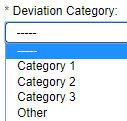 * Deviation Category:
-----
-----
Category 1
Category 2
Category 3
Other